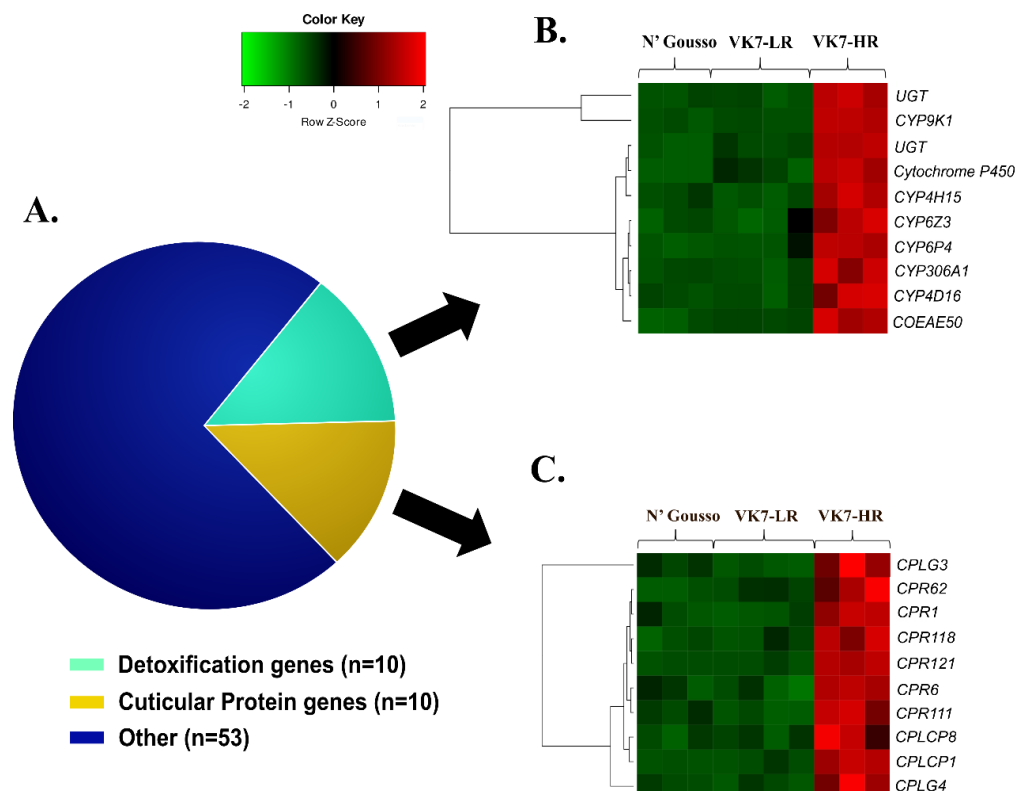 Color Key
-2 -1 0 1 2
Row Z-Score
A.
Detoxification genes (n=10)
Cuticular Protein genes (n=10)
Other (n=53)
B.
N' Gousso VK7-LR VK7-HR
UGT
CYP9K1
UGT
Cytochrome P450
CYP4H15
CYP6Z3
CYP6P4
CYP306A1
CYP4D16
COEAE50
C.
N' Gousso VK7-LR VK7-HR
CPLG3
CPR62
CPR1
CPR118
CPR121
CPR6
CPR111
CPLCP8
CPLCP1
CPLG4